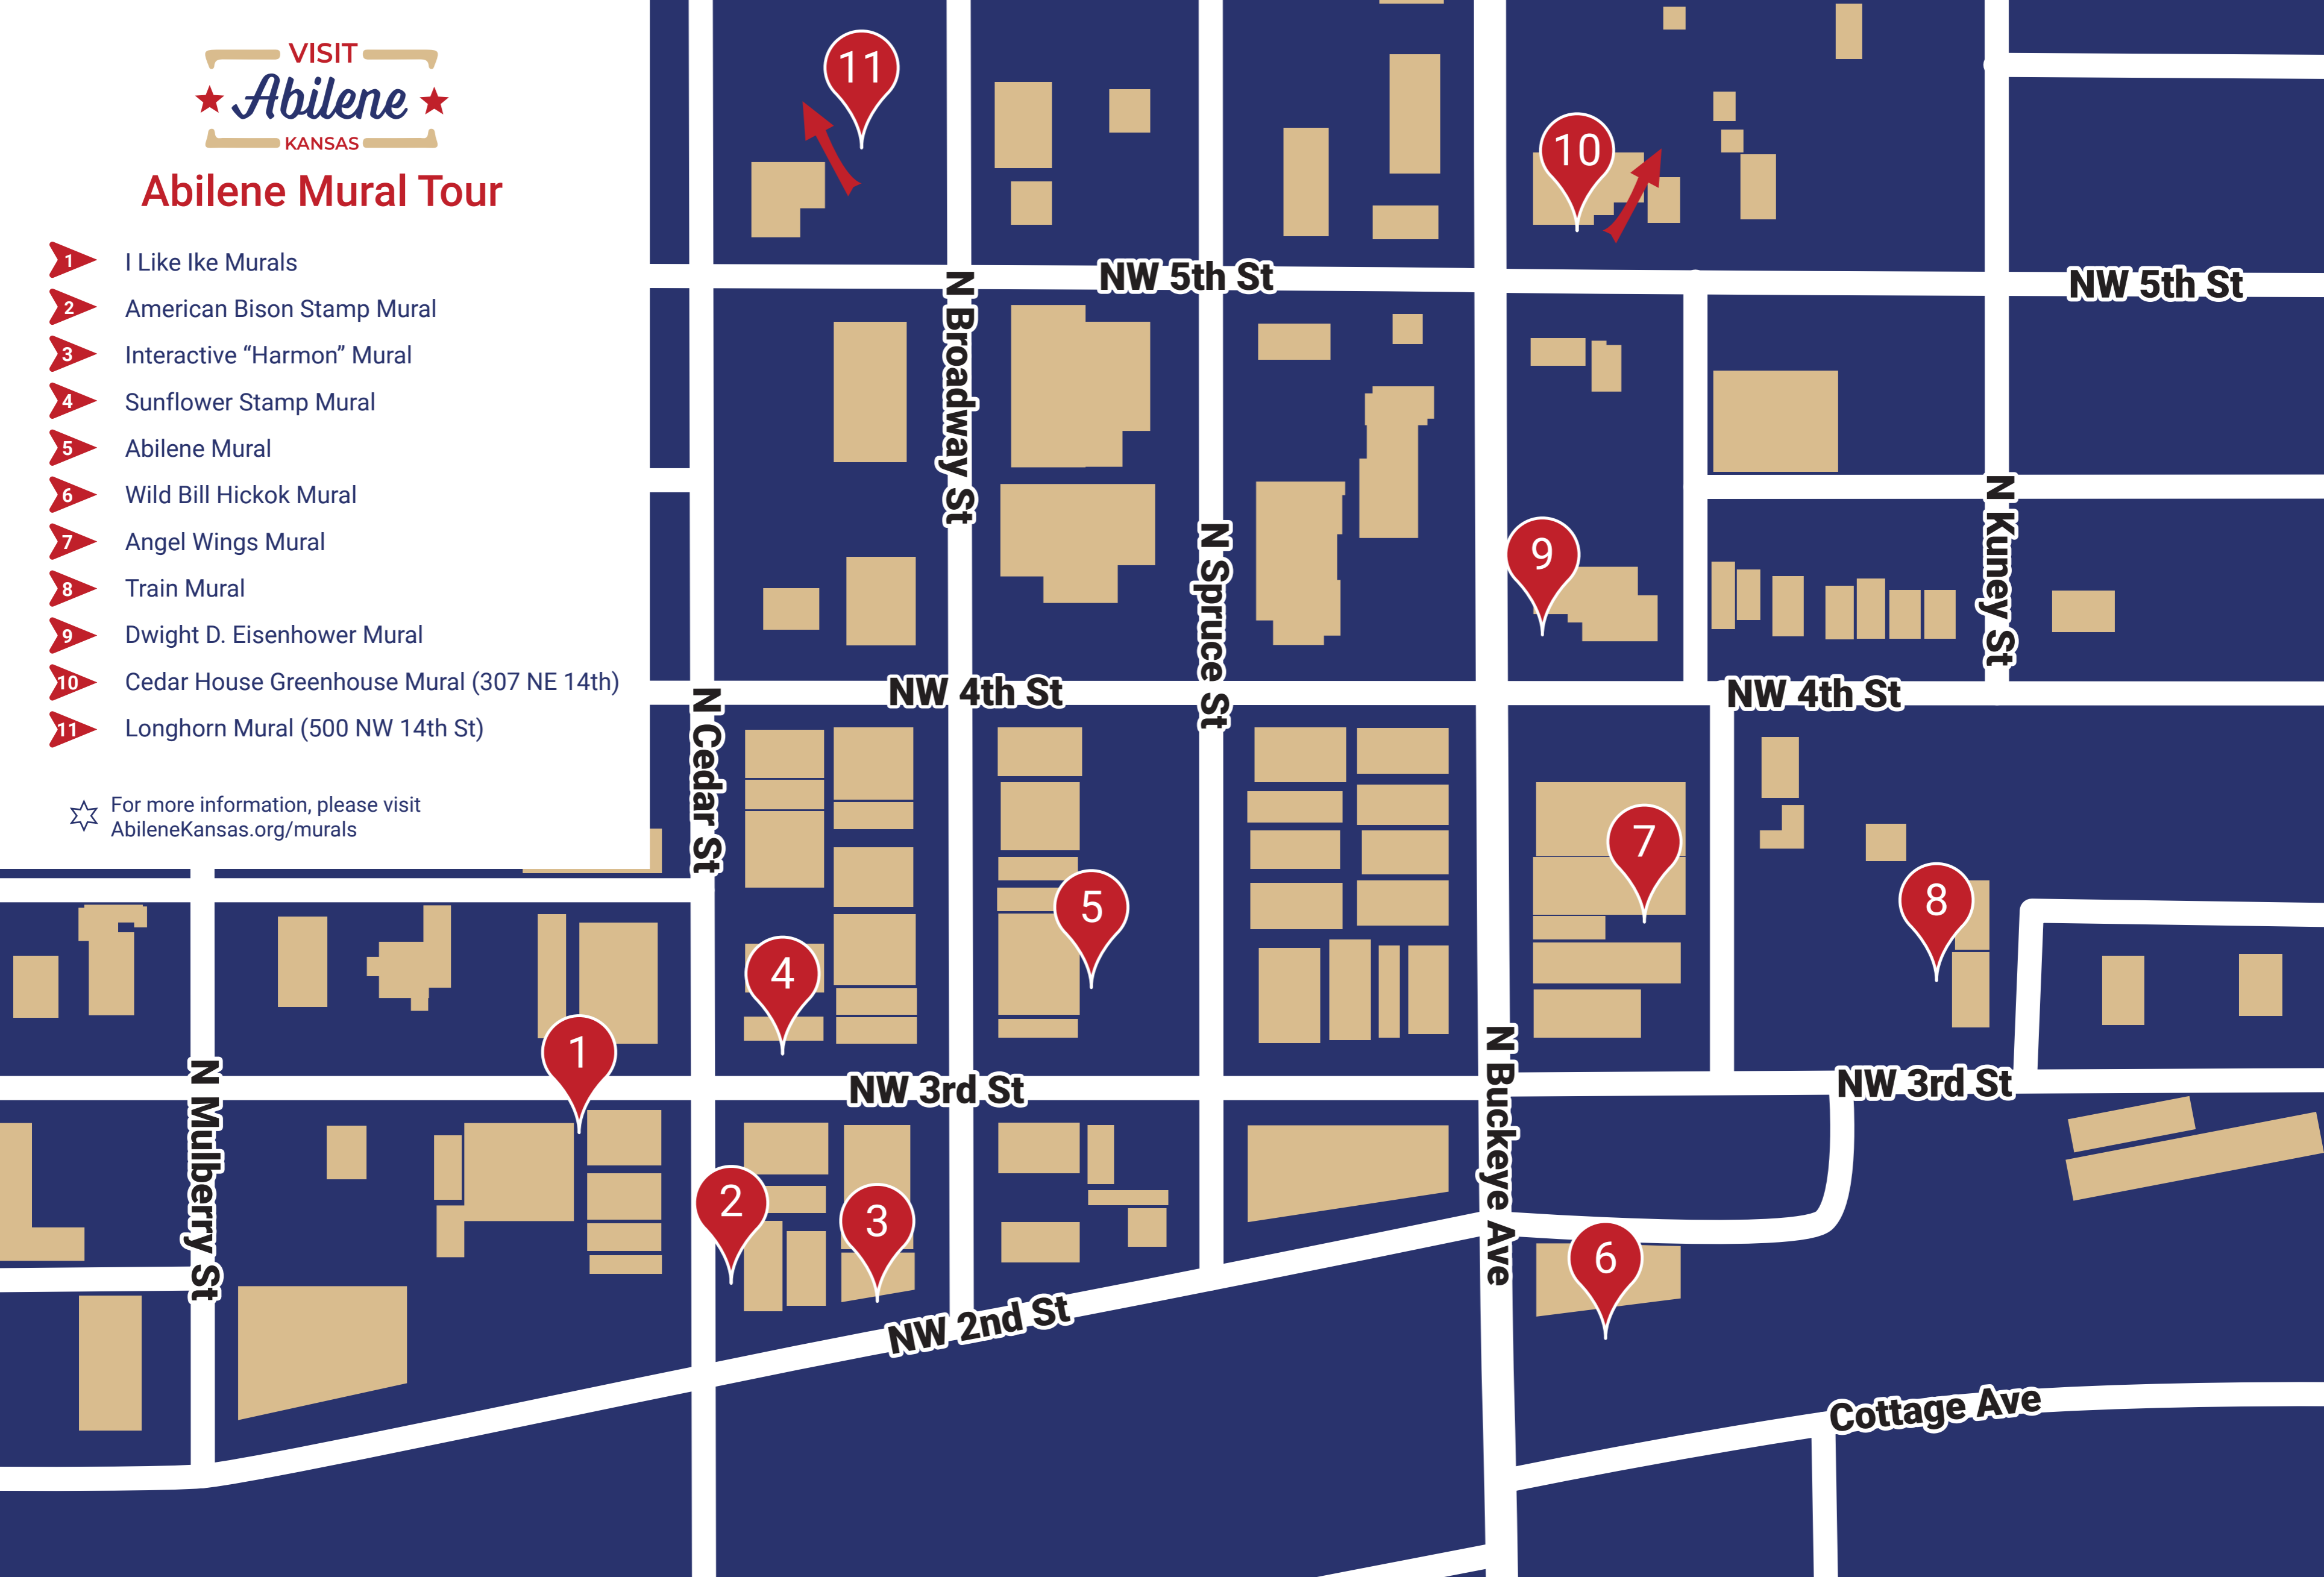 VISIT
Abilene
KANSAS
Abilene Mural Tour
1 I Like Ike Murals
2 American Bison Stamp Mural
3 Interactive “Harmon” Mural
4 Sunflower Stamp Mural
5 Abilene Mural
6 Wild Bill Hickok Mural
7 Angel Wings Mural
8 Train Mural
9 Dwight D. Eisenhower Mural
10 Cedar House Greenhouse Mural (307 NE 14th)
11 Longhorn Mural (500 NW 14th St)
For more information, please visit
AbileneKansas.org/murals
11
10
NW 5th St
NW 5th St
N Broadway St
9
N Spruce St
N Kuney St
NW 4th St
NW 4th St
N Cedar St
7
5
8
4
1
N Mulberry St
NW 3rd St
N Buckeye Ave
NW 3rd St
2
3
6
NW 2nd St
Cottage Ave